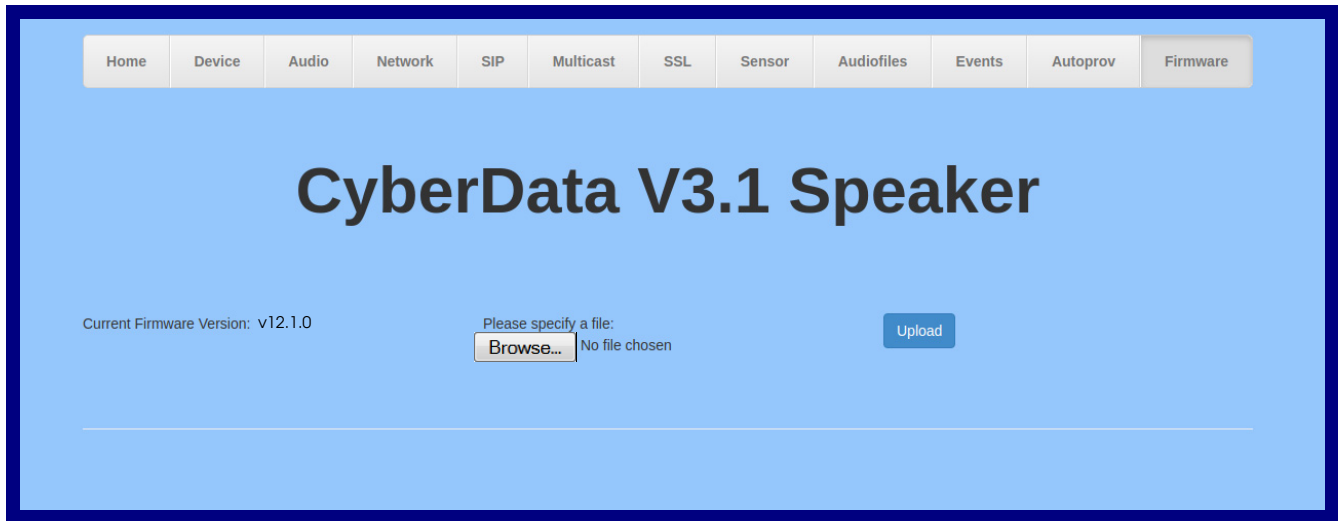 Home Device Audio Network SIP Multicast SSL Sensor Audiofiles Events Autoprov Firmware
CyberData V3.1 Speaker
Current Firmware Version: v12.1.0
Please specify a file:
Browse... No file chosen
Upload